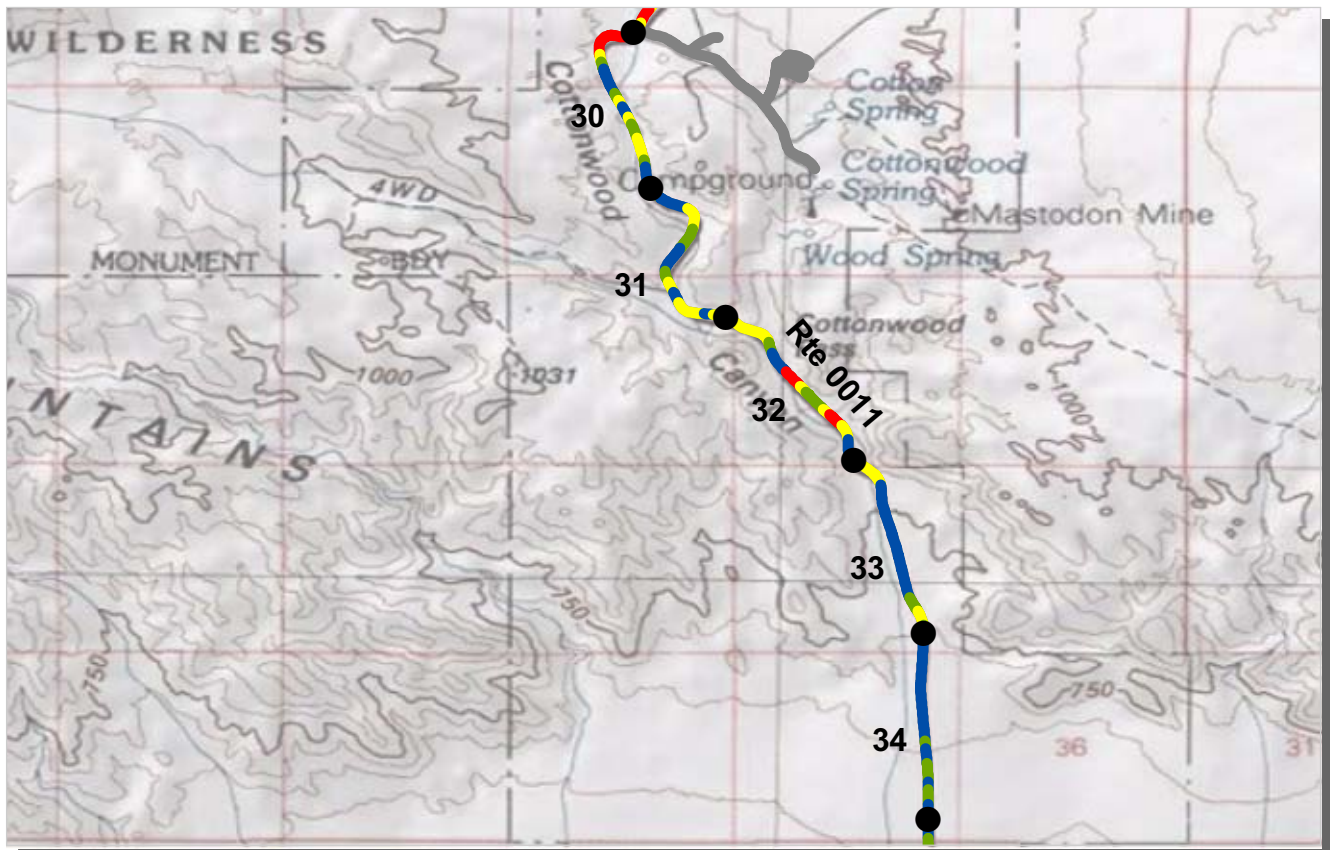 WILDERNESS
Cottonwood
30
Cotton
Spring
Cottonwood
Spring
Campground
4WD
Mastodon Mine
MONUMENT
BDY
Wood Spring
31
Cottonwood
Rte 0011
1000
1031
Canyon
32
1000
NTAINS
33
750
750
750
34
36
31